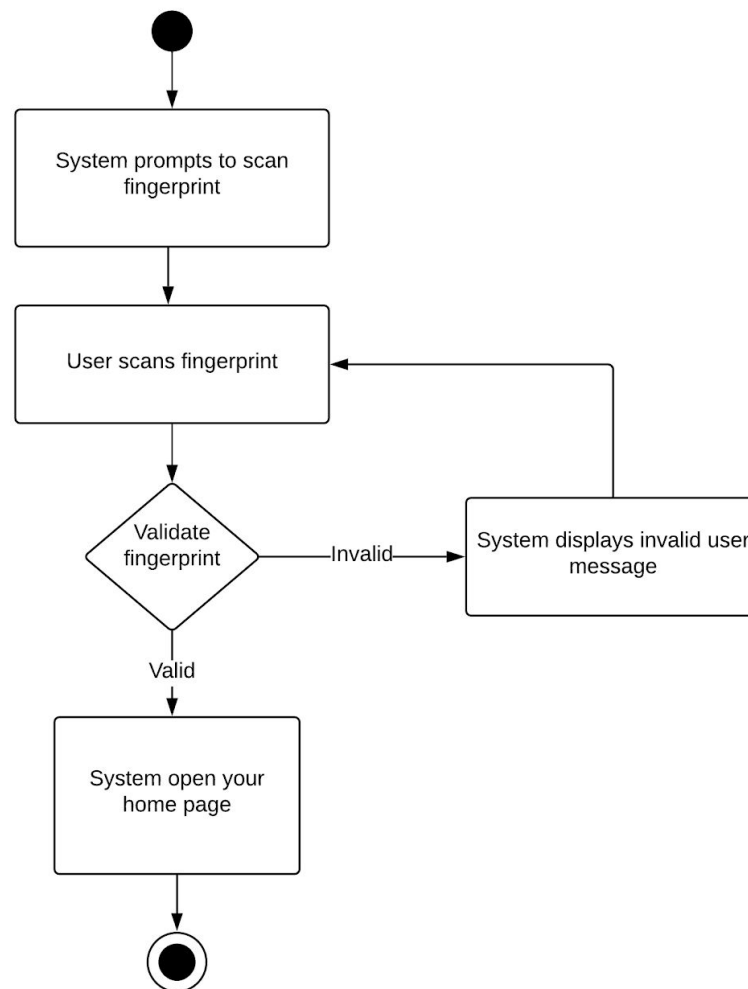 System prompts to scan
fingerprint
User scans fingerprint
Validate
fingerprint
Invalid
System displays invalid user
message
Valid
System open your
home page